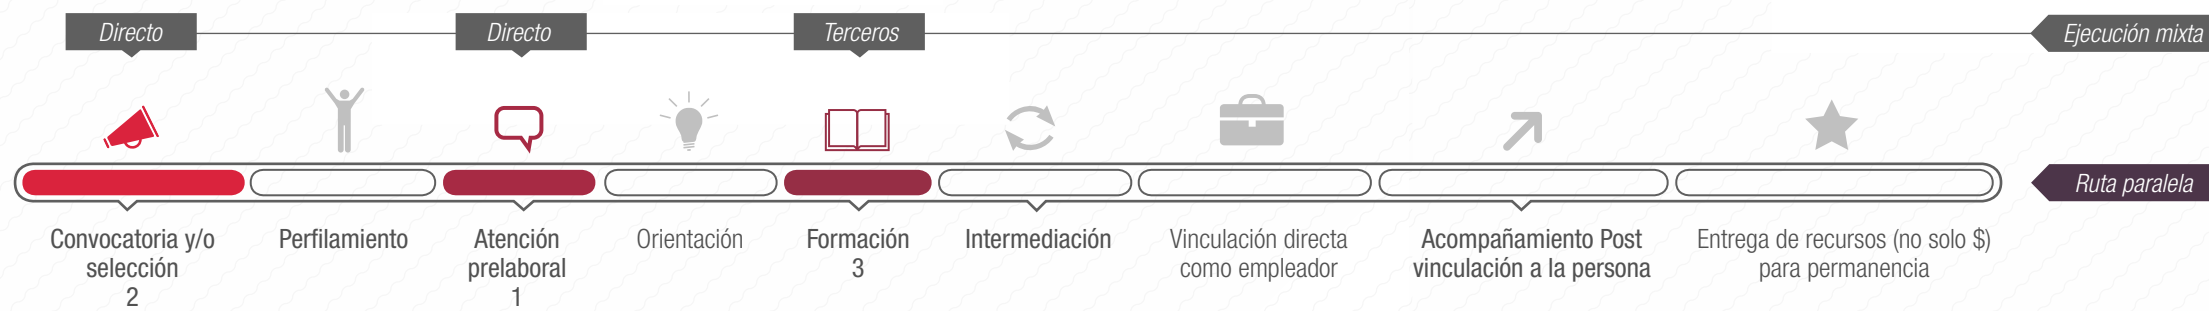 Directo
Directo
Terceros
Ejecución mixta
Ruta paralela
Convocatoria y/o
selección
2
Perfilamiento
Atención
prelaboral
1
Orientación
Formación
3
Intermediación
Vinculación directa
como empleador
Acompañamiento Post
vinculación a la persona
Entrega de recursos (no solo $)
para permanencia